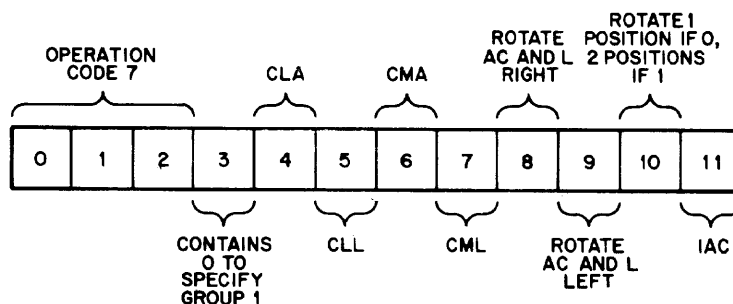 OPERATION
CODE 7
CLA
CMA
ROTATE
AC AND L
RIGHT
ROTATE 1
POSITION IF 0,
2 POSITIONS
IF 1
0 1 2 3 4 5 6 7 8 9 10 11
CONTAINS
0 TO
SPECIFY
GROUP 1
CLL
CML
ROTATE
AC AND L
LEFT
IAC